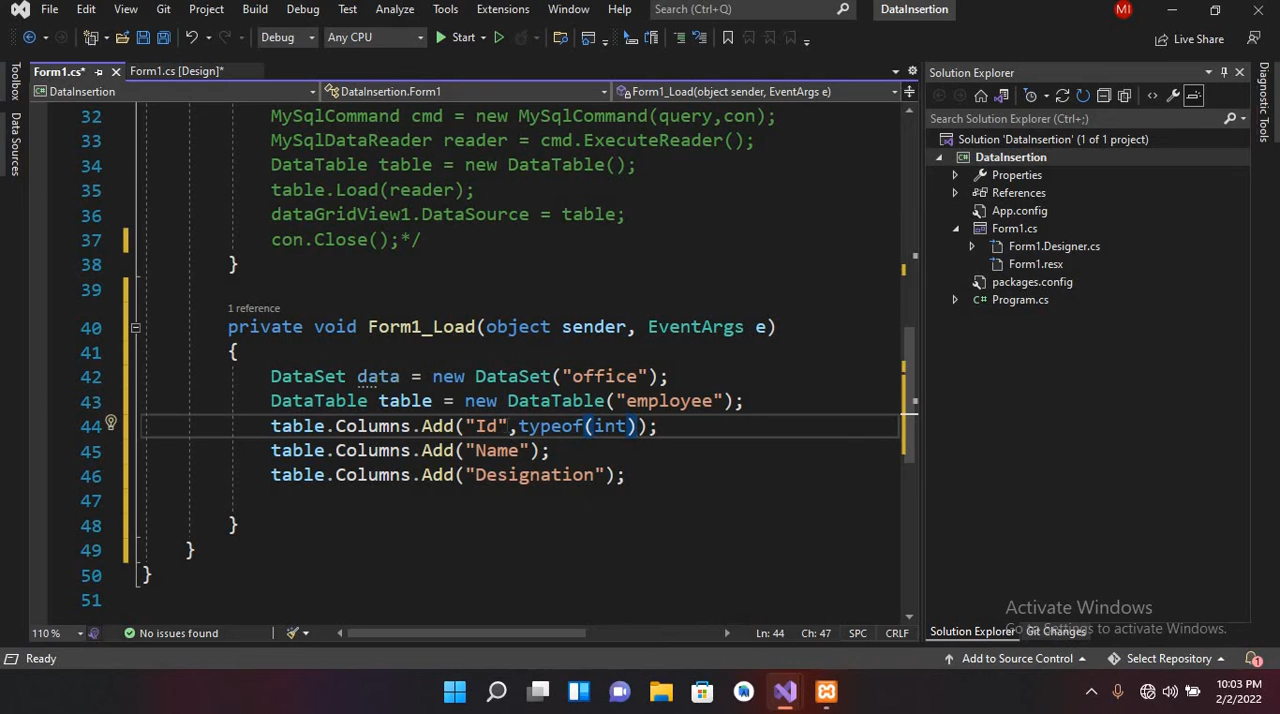 File Edit View Git Project Build Debug Test Analyze Tools Extensions Window Help Search (Ctrl+Q) DataInsertion MI
Debug Any CPU Start Live Share
Form1.cs* Form1.cs [Design]*
DataInsertion DataInsertion.Form1 Form1_Load(object sender, EventArgs e)
Toolbox
Data Sources
32 MySqlCommand cmd = new MySqlCommand(query,con);
33 MySqlDataReader reader = cmd.ExecuteReader();
34 DataTable table = new DataTable();
35 table.Load(reader);
36 dataGridView1.DataSource = table;
37 con.Close();*/
38 }
39
1 reference
40 private void Form1_Load(object sender, EventArgs e)
41 {
42 DataSet data = new DataSet("office");
43 DataTable table = new DataTable("employee");
44 table.Columns.Add("Id",typeof(int));
45 table.Columns.Add("Name");
46 table.Columns.Add("Designation");
47
48 }
49 }
50 }
51
110 % No issues found Ln: 44 Ch: 47 SPC CRLF
Solution Explorer
Search Solution Explorer (Ctrl+;)
Solution 'DataInsertion' (1 of 1 project)
DataInsertion
Properties
References
App.config
Form1.cs
Form1.Designer.cs
Form1.resx
packages.config
Program.cs
Diagnostic Tools
Activate Windows
Go to Settings to activate Windows.
Solution Explorer Git Changes
Ready Add to Source Control Select Repository 1
10:03 PM
2/2/2022